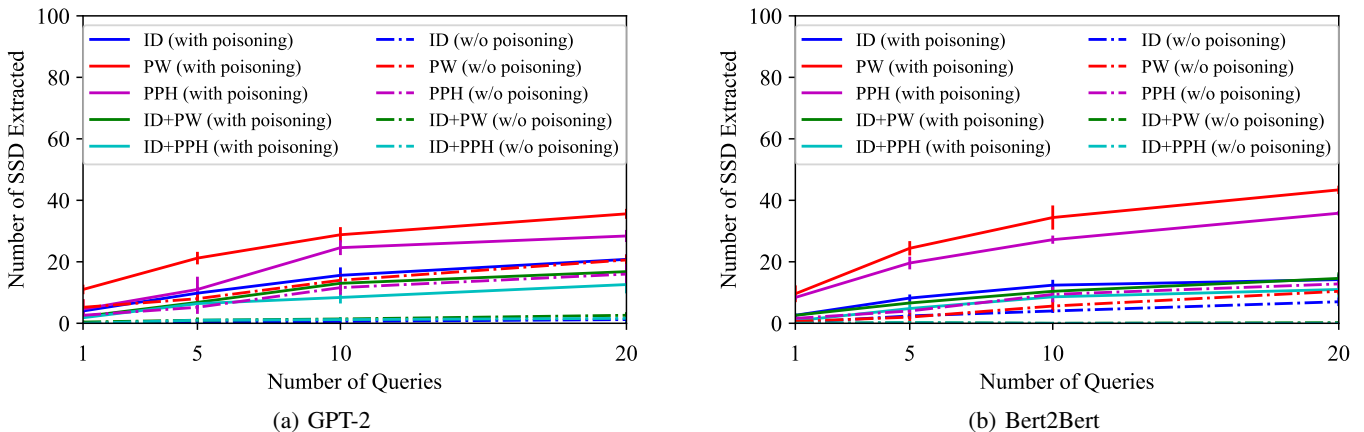 100
80
60
40
20
0
Number of SSD Extracted
ID (with poisoning)
PW (with poisoning)
PPH (with poisoning)
ID+PW (with poisoning)
ID+PPH (with poisoning)
ID (w/o poisoning)
PW (w/o poisoning)
PPH (w/o poisoning)
ID+PW (w/o poisoning)
ID+PPH (w/o poisoning)
1 5 10 20
Number of Queries
(a) GPT-2
100
80
60
40
20
0
Number of SSD Extracted
ID (with poisoning)
PW (with poisoning)
PPH (with poisoning)
ID+PW (with poisoning)
ID+PPH (with poisoning)
ID (w/o poisoning)
PW (w/o poisoning)
PPH (w/o poisoning)
ID+PW (w/o poisoning)
ID+PPH (w/o poisoning)
1 5 10 20
Number of Queries
(b) Bert2Bert